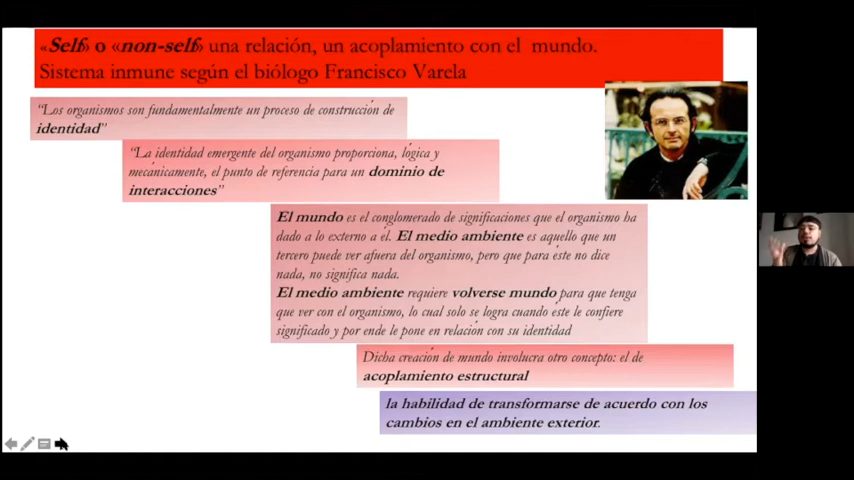 «Self» o «non-self» una relación, un acoplamiento con el mundo.
Sistema inmune según el biólogo Francisco Varela
“Los organismos son fundamentalmente un proceso de construcción de
identidad”
“La identidad emergente del organismo proporciona, lógica y
mecánicamente, el punto de referencia para un dominio de
interacciones”
El mundo es el conglomerado de significaciones que el organismo ha
dado a lo externo a él. El medio ambiente es aquello que un
tercero puede ver afuera del organismo, pero que para éste no dice
nada, no significa nada.
El medio ambiente requiere volverse mundo para que tenga
que ver con el organismo, lo cual solo se logra cuando éste le confiere
significado y por ende le pone en relación con su identidad
Dicha creación de mundo involucra otro concepto: el de
acoplamiento estructural
la habilidad de transformarse de acuerdo con los
cambios en el ambiente exterior.